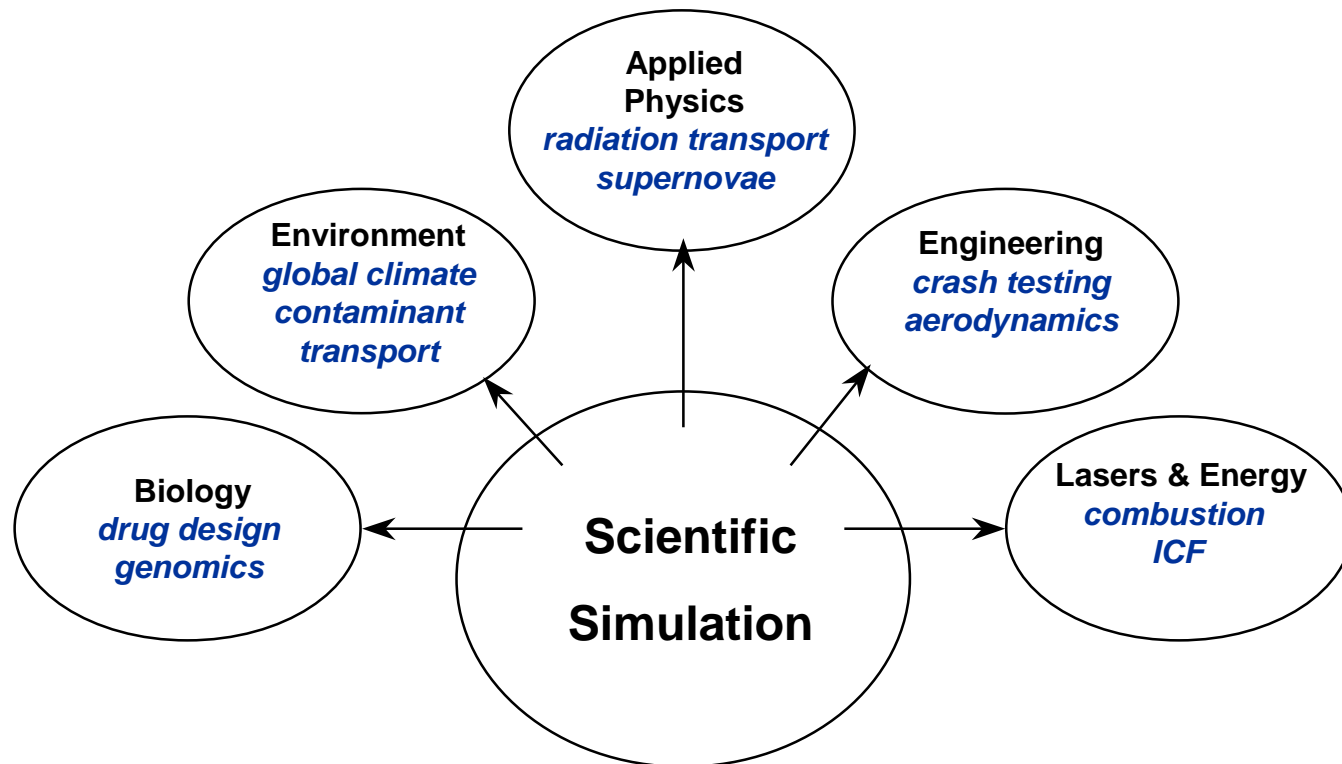 Applied
Physics
radiation transport
supernovae
Environment
global climate
contaminant
transport
Engineering
crash testing
aerodynamics
Biology
drug design
genomics
Lasers & Energy
combustion
ICF
Scientific
Simulation